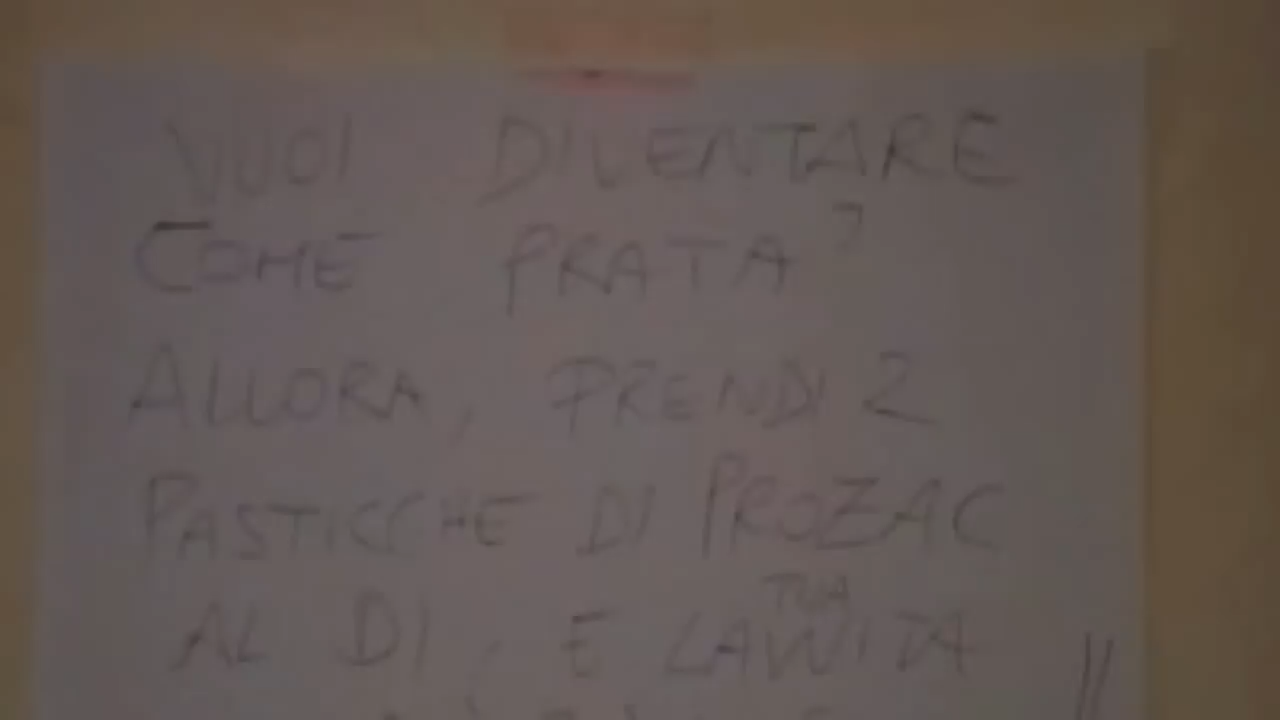 VUOI DIVENTARE
COME PRATA?
ALLORA, PRENDI 2
PASTICCHE DI PROZAC
AL DI, E LA TUA VITA